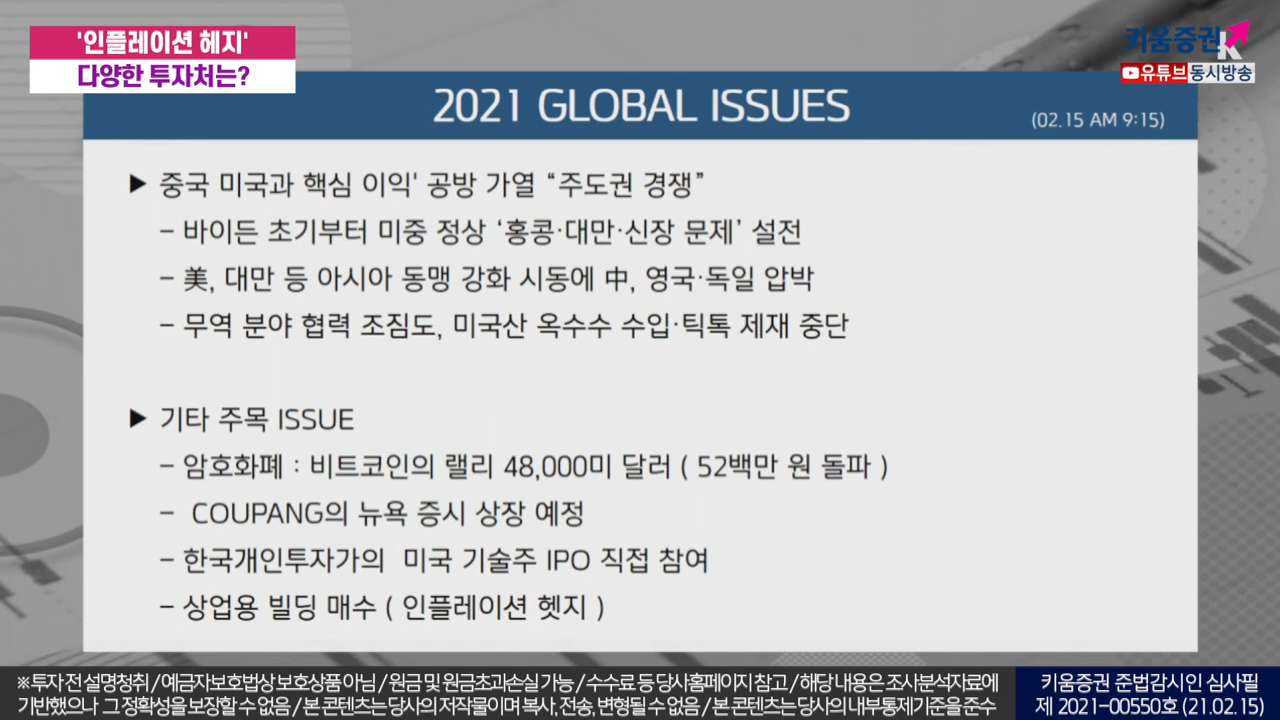 '인플레이션 헤지'
다양한 투자처는?
키움증권
유튜브동시방송
2021 GLOBAL ISSUES
(02.15 AM 9:15)
▶ 중국 미국과 핵심 이익' 공방 가열 “주도권 경쟁”
– 바이든 초기부터 미중 정상 ‘홍콩·대만·신장 문제’ 설전
– 美, 대만 등 아시아 동맹 강화 시동에 中, 영국·독일 압박
– 무역 분야 협력 조짐도, 미국산 옥수수 수입·틱톡 제재 중단
▶ 기타 주목 ISSUE
– 암호화폐 : 비트코인의 랠리 48,000미 달러 ( 52백만 원 돌파 )
– COUPANG의 뉴욕 증시 상장 예정
– 한국개인투자가의 미국 기술주 IPO 직접 참여
– 상업용 빌딩 매수 ( 인플레이션 헷지 )
※ 투자 전 설명청취 / 예금자보호법상 보호상품 아님 / 원금 및 원금초과손실 가능 / 수수료 등 당사홈페이지 참고 / 해당 내용은 조사분석자료에
기반했으나 그 정확성을 보장할 수 없음 / 본 콘텐츠는 당사의 저작물이며 복사, 전송, 변형될 수 없음 / 본 콘텐츠는 당사의 내부통제기준을 준수
키움증권 준법감시인 심사필
제 2021-00550호 (21.02.15)